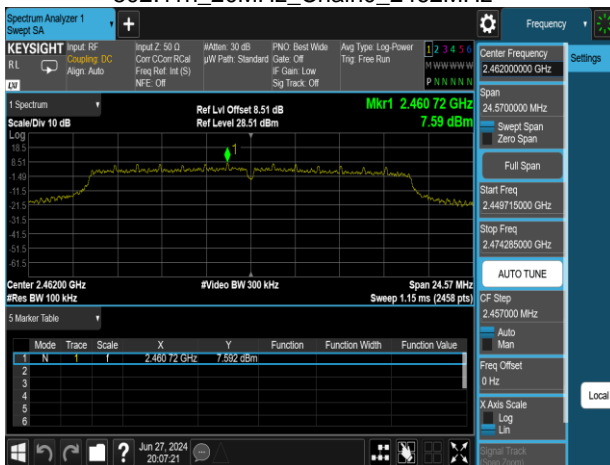 Spectrum Analyzer 1
Swept SA
Frequency
KEYSIGHT Input: RF
RL Coupling: DC
Align: Auto
Input Z: 50 Ω
Corr CCorr RCal
Freq Ref: Int (S)
NFE: Off
#Atten: 30 dB
µW Path: Standard
PNO: Best Wide
Gate: Off
IF Gain: Low
Sig Track: Off
Avg Type: Log-Power
Trig: Free Run
1 2 3 4 5 6
M W W W W W
P N N N N N
Center Frequency
2.462000000 GHz
Settings
1 Spectrum
Scale/Div 10 dB
Ref Lvl Offset 8.51 dB
Ref Level 28.51 dBm
Mkr1 2.460 72 GHz
7.59 dBm
Span
24.5700000 MHz
Swept Span
Zero Span
Log
18.5
8.51
-1.49
-11.5
-21.5
-31.5
-41.5
-51.5
-61.5
1
Full Span
Start Freq
2.449715000 GHz
Stop Freq
2.474285000 GHz
AUTO TUNE
Center 2.46200 GHz
#Res BW 100 kHz
#Video BW 300 kHz
Span 24.57 MHz
Sweep 1.15 ms (2458 pts)
CF Step
2.457000 MHz
Auto
Man
5 Marker Table
Mode Trace Scale X Y Function Function Width Function Value
1 N 1 f 2.460 72 GHz 7.592 dBm
2
3
4
5
6
Freq Offset
0 Hz
X Axis Scale
Log
Lin
Local
Signal Track
(Span Zoom)
Jun 27, 2024
20:07:21